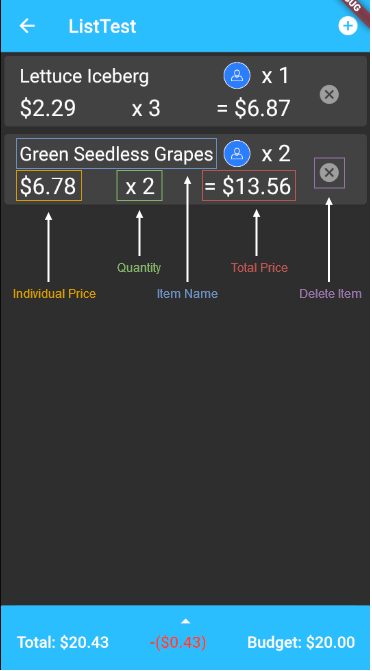 ListTest
BUG
Lettuce Iceberg x 1
$2.29 x 3 = $6.87
Green Seedless Grapes x 2
$6.78 x 2 = $13.56
Quantity Total Price
Individual Price Item Name Delete Item
Total: $20.43 -($0.43) Budget: $20.00